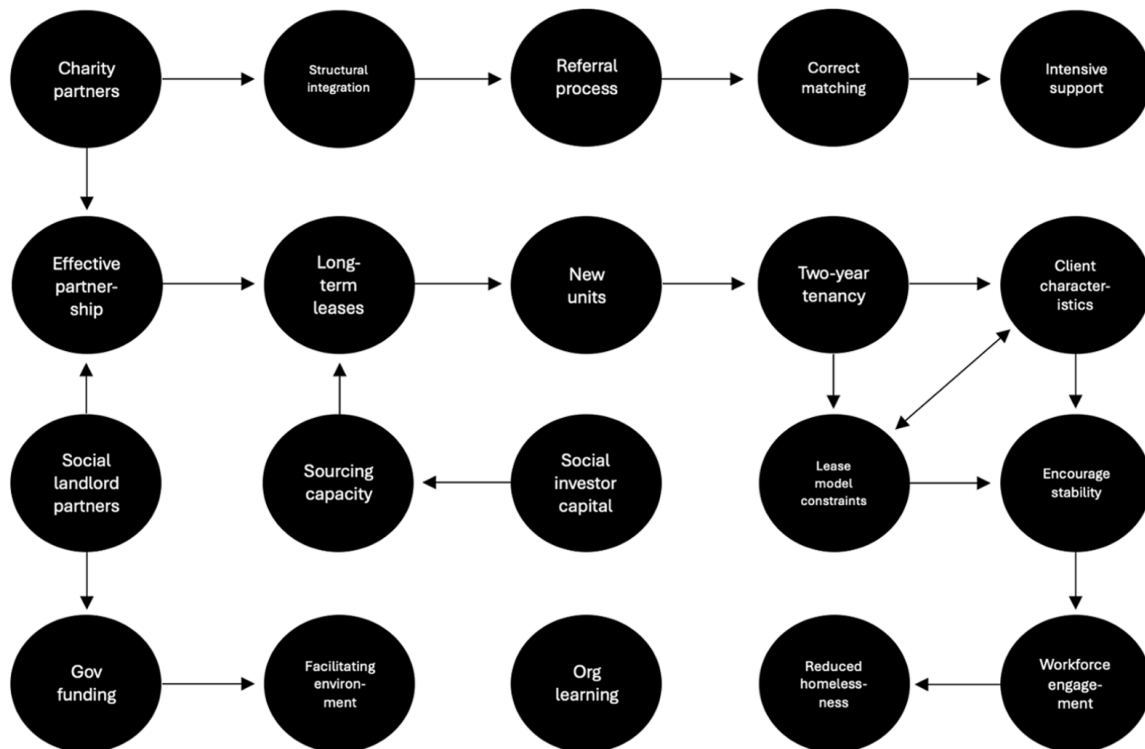 Charity
partners
Structural
integration
Referral
process
Correct
matching
Intensive
support
Effective
partner-
ship
Long-
term
leases
New
units
Two-year
tenancy
Client
character-
istics
Social
landlord
partners
Sourcing
capacity
Social
investor
capital
Lease
model
constraints
Encourage
stability
Gov
funding
Facilitating
environ-
ment
Org
learning
Reduced
homeless-
ness
Workforce
engage-
ment